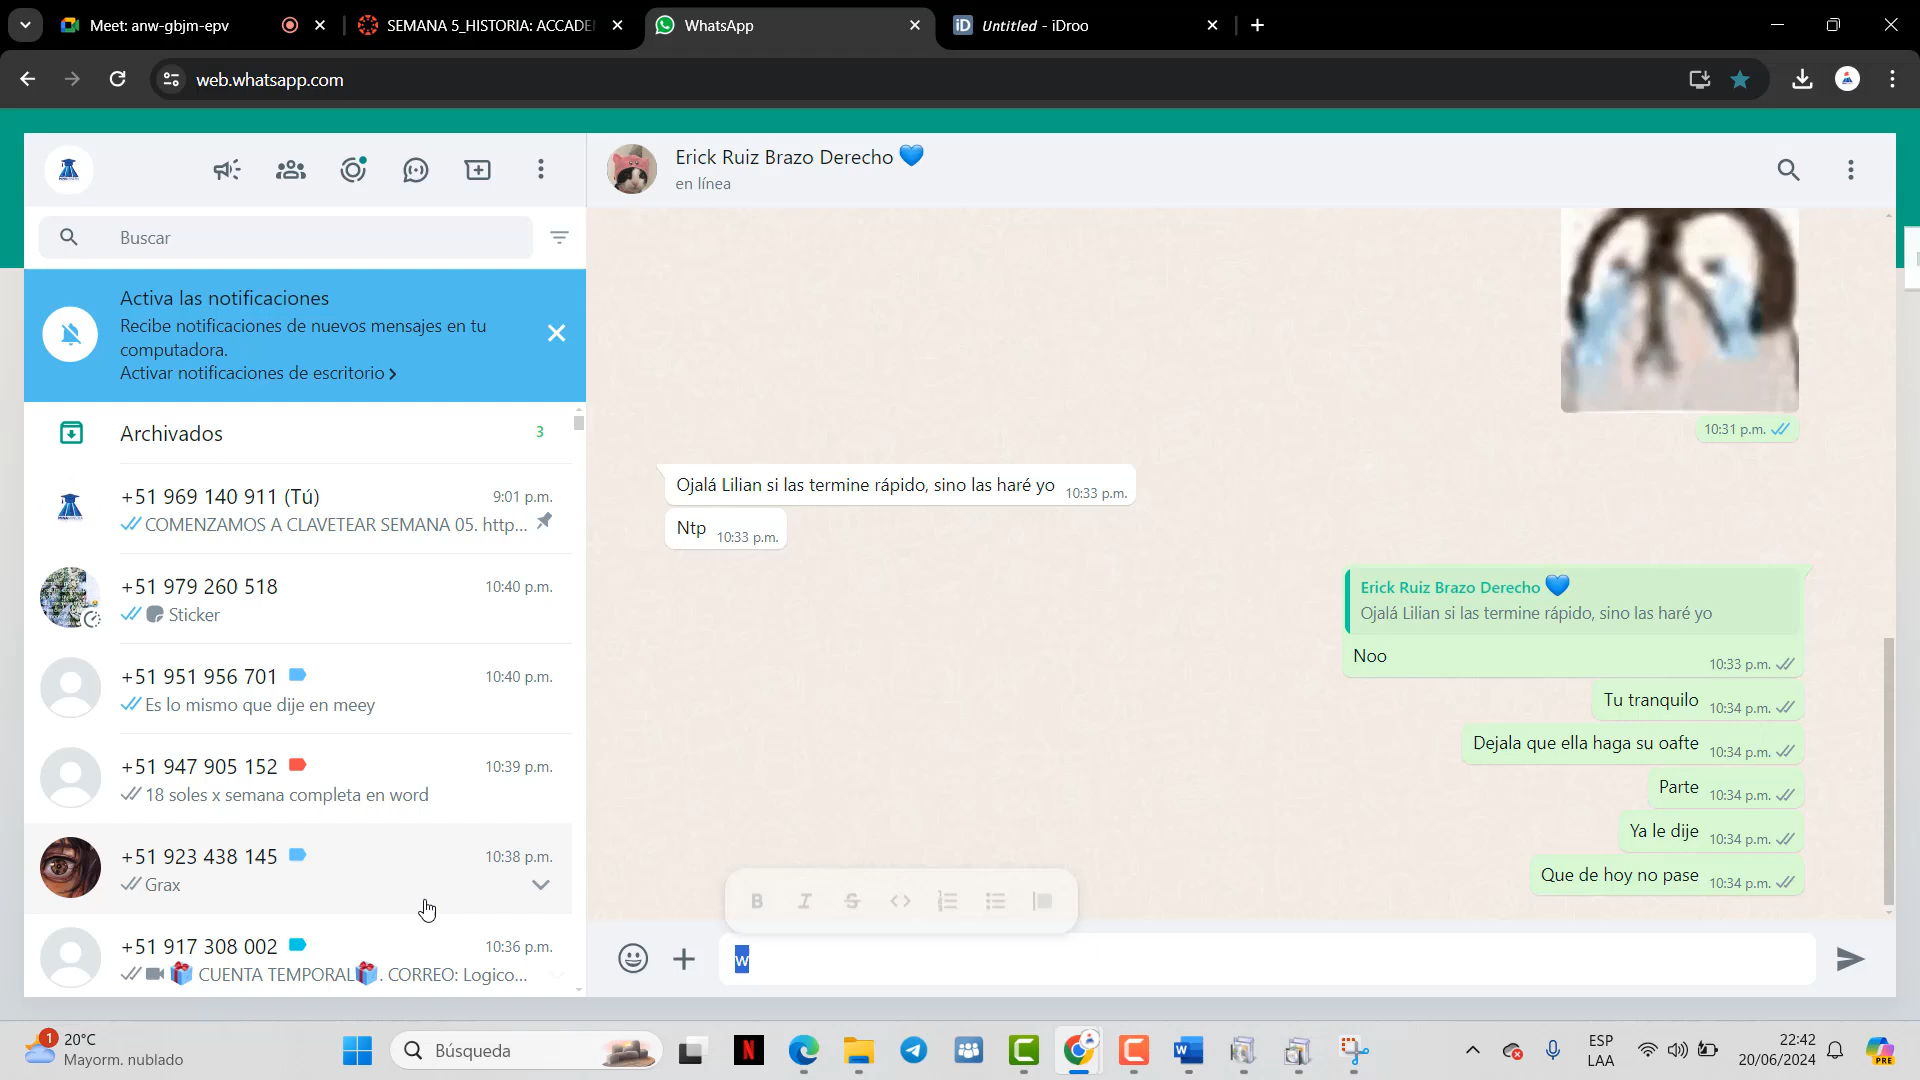 Meet: anw-gbjm-epv
SEMANA 5_HISTORIA: ACCADE
WhatsApp
iD Untitled - iDroo
web.whatsapp.com
Erick Ruiz Brazo Derecho 💙
en línea
Buscar
Activa las notificaciones
Recibe notificaciones de nuevos mensajes en tu
computadora.
Activar notificaciones de escritorio >
Archivados 3
+51 969 140 911 (Tú) 9:01 p.m.
COMENZAMOS A CLAVETEAR SEMANA 05. http...
+51 979 260 518 10:40 p.m.
Sticker
+51 951 956 701 10:40 p.m.
Es lo mismo que dije en meey
+51 947 905 152 10:39 p.m.
18 soles x semana completa en word
+51 923 438 145 10:38 p.m.
Grax
+51 917 308 002 10:36 p.m.
🎁 CUENTA TEMPORAL🎁. CORREO: Logico...
10:31 p.m.
Ojalá Lilian si las termine rápido, sino las haré yo 10:33 p.m.
Ntp 10:33 p.m.
Erick Ruiz Brazo Derecho 💙
Ojalá Lilian si las termine rápido, sino las haré yo
Noo 10:33 p.m.
Tu tranquilo 10:34 p.m.
Dejala que ella haga su oafte 10:34 p.m.
Parte 10:34 p.m.
Ya le dije 10:34 p.m.
Que de hoy no pase 10:34 p.m.
B I S <>
w
1
20°C
Mayorm. nublado
Búsqueda
ESP
LAA
22:42
20/06/2024
PRE